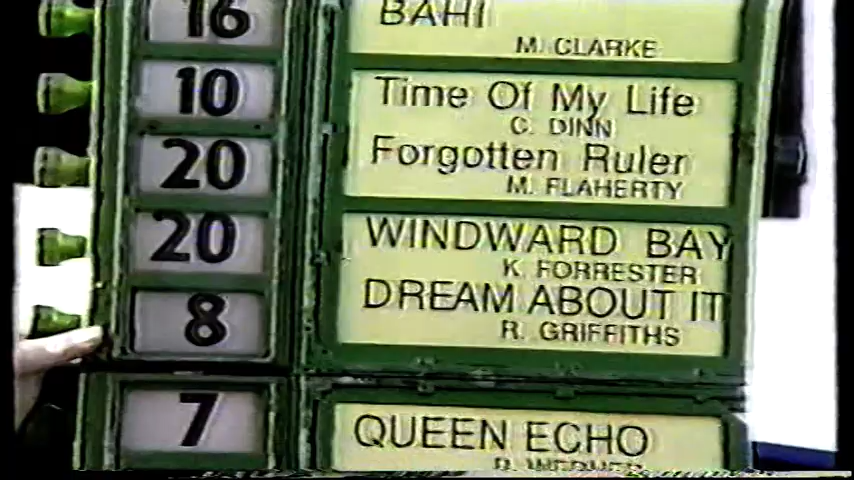 16 BAHI
M. CLARKE
10 Time Of My Life
C. DINN
20 Forgotten Ruler
M. FLAHERTY
20 WINDWARD BAY
K. FORRESTER
8 DREAM ABOUT IT
R. GRIFFITHS
7 QUEEN ECHO